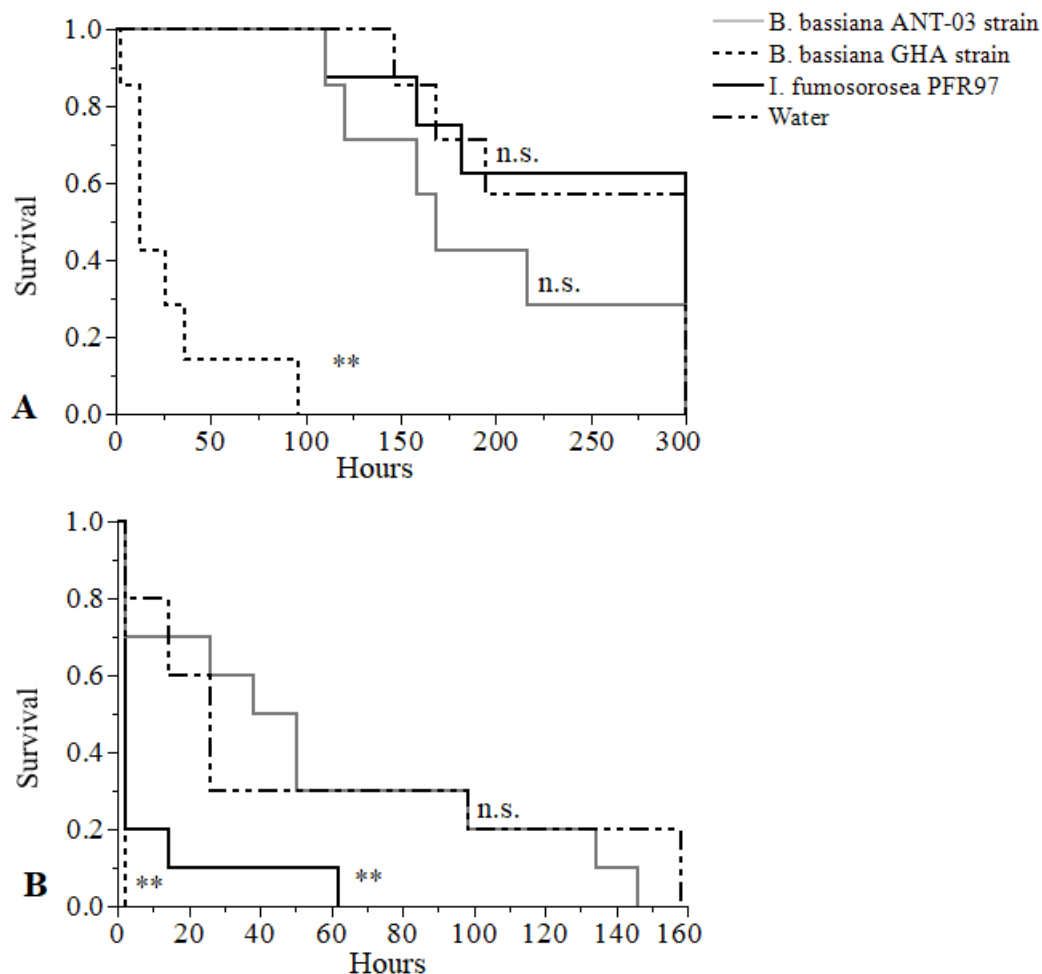 B. bassiana ANT-03 strain
B. bassiana GHA strain
I. fumosorosea PFR97
Water
1.0
0.8
0.6
0.4
0.2
0.0
Survival
n.s.
n.s.
**
A
0 50 100 150 200 250 300
Hours
1.0
0.8
0.6
0.4
0.2
0.0
Survival
n.s.
** **
B
0 20 40 60 80 100 120 140 160
Hours